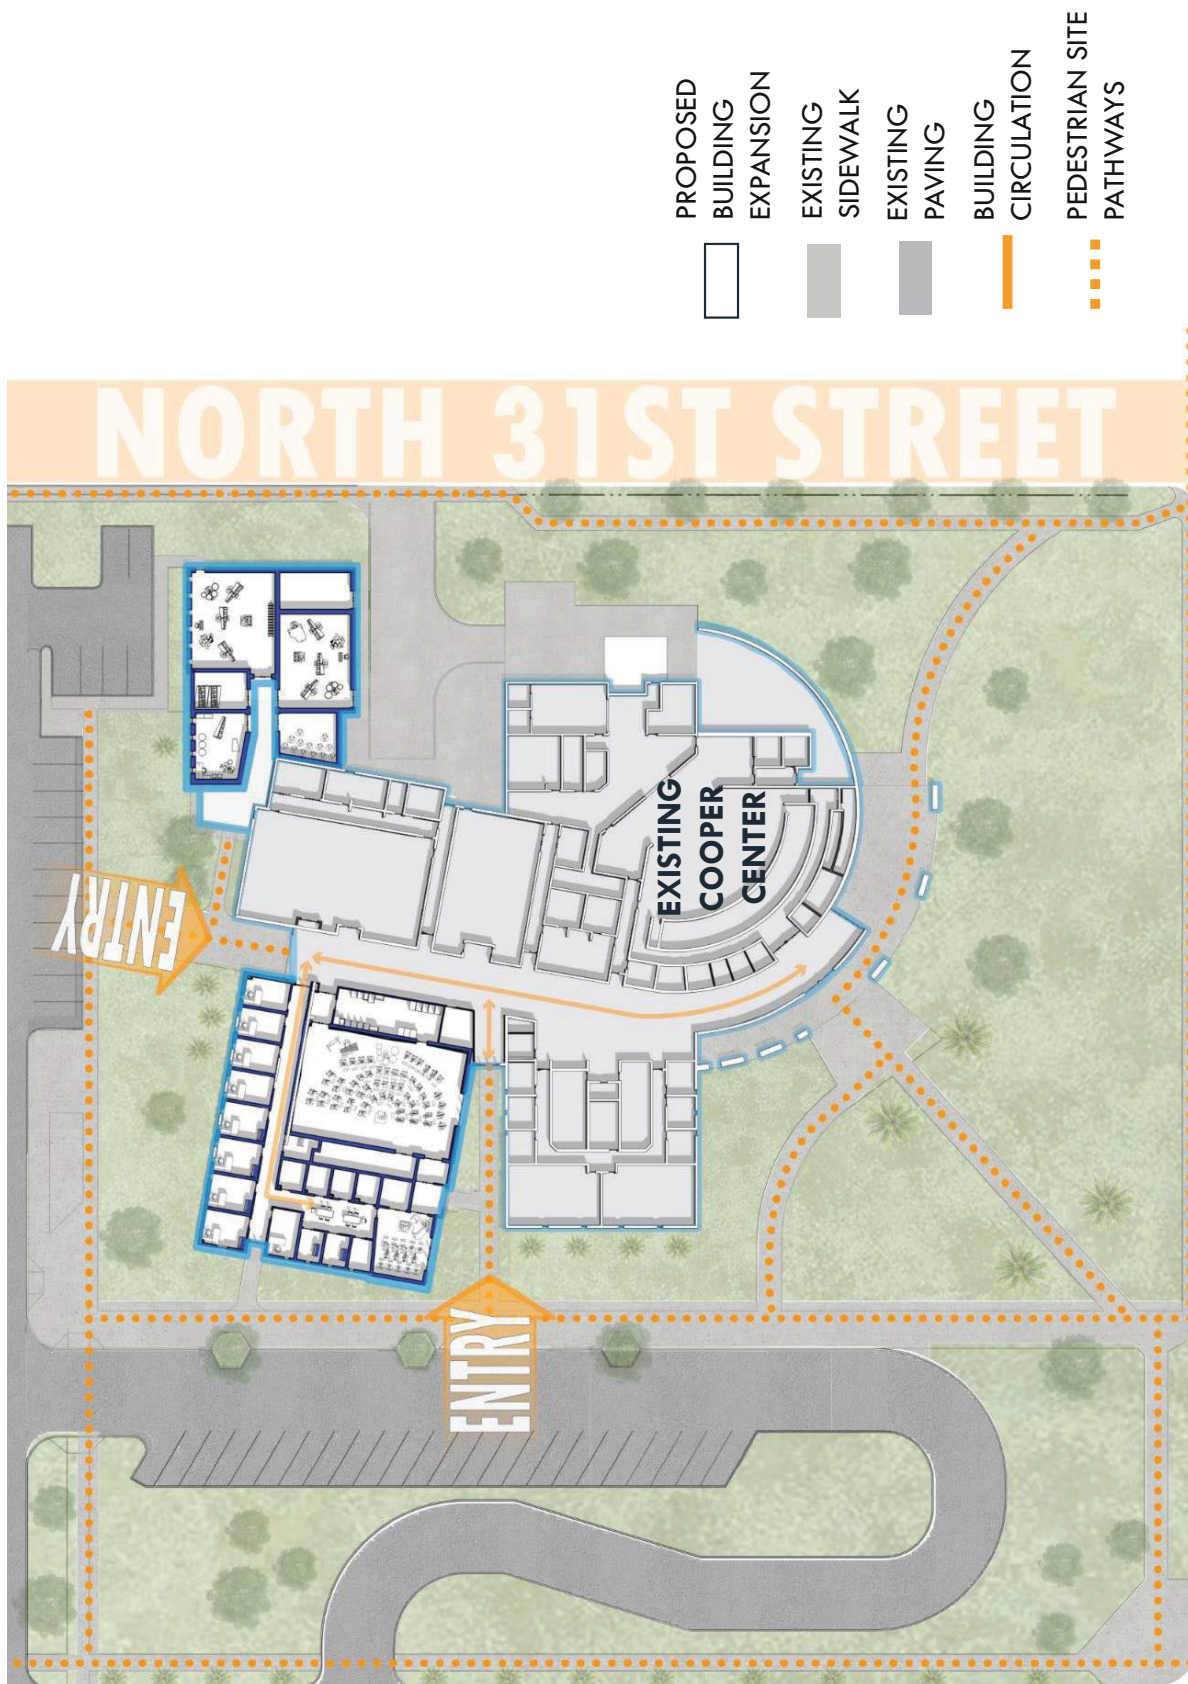 NORTH 31ST STREET
PROPOSED
BUILDING
EXPANSION
EXISTING
SIDEWALK
EXISTING
PAVING
BUILDING
CIRCULATION
PEDESTRIAN SITE
PATHWAYS
ENTRY
EXISTING
COOPER
CENTER
ENTRY